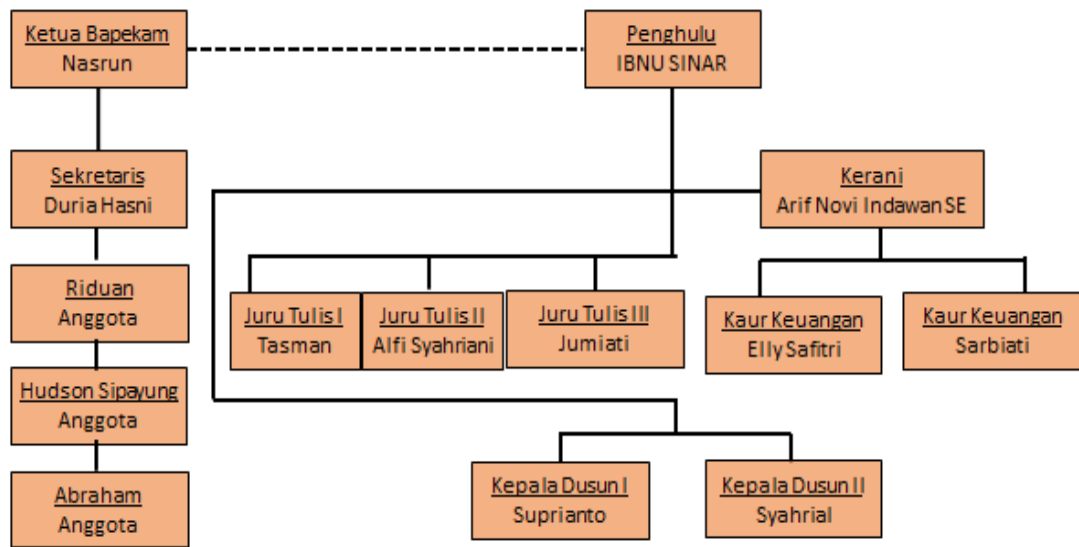 Ketua Bapekam
Nasrun
Penghulu
IBNU SINAR
Sekretaris
Duria Hasni
Kerani
Arif Novi Indawan SE
Riduan
Anggota
Juru Tulis I
Tasman
Juru Tulis II
Alfi Syahriani
Juru Tulis III
Jumiati
Kaur Keuangan
Elly Safitri
Kaur Keuangan
Sarbiati
Hudson Sipayung
Anggota
Abraham
Anggota
Kepala Dusun I
Suprianto
Kepala Dusun II
Syahrial